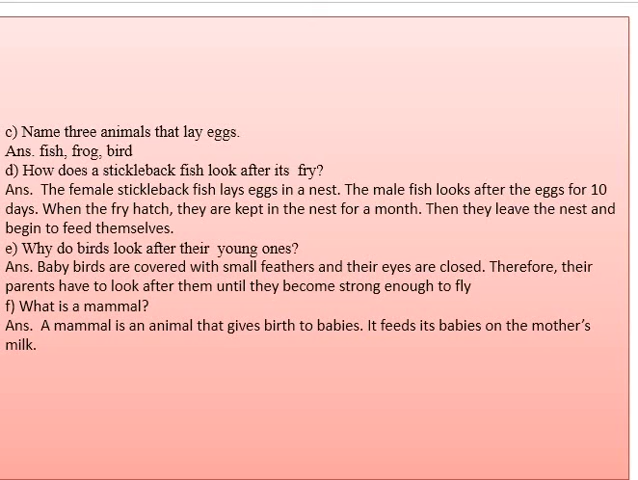 c) Name three animals that lay eggs.
Ans. fish, frog, bird
d) How does a stickleback fish look after its  fry?
Ans.  The female stickleback fish lays eggs in a nest. The male fish looks after the eggs for 10
days. When the fry hatch, they are kept in the nest for a month. Then they leave the nest and
begin to feed themselves.
e) Why do birds look after their  young ones?
Ans. Baby birds are covered with small feathers and their eyes are closed. Therefore, their
parents have to look after them until they become strong enough to fly
f) What is a mammal?
Ans.  A mammal is an animal that gives birth to babies. It feeds its babies on the mother’s
milk.